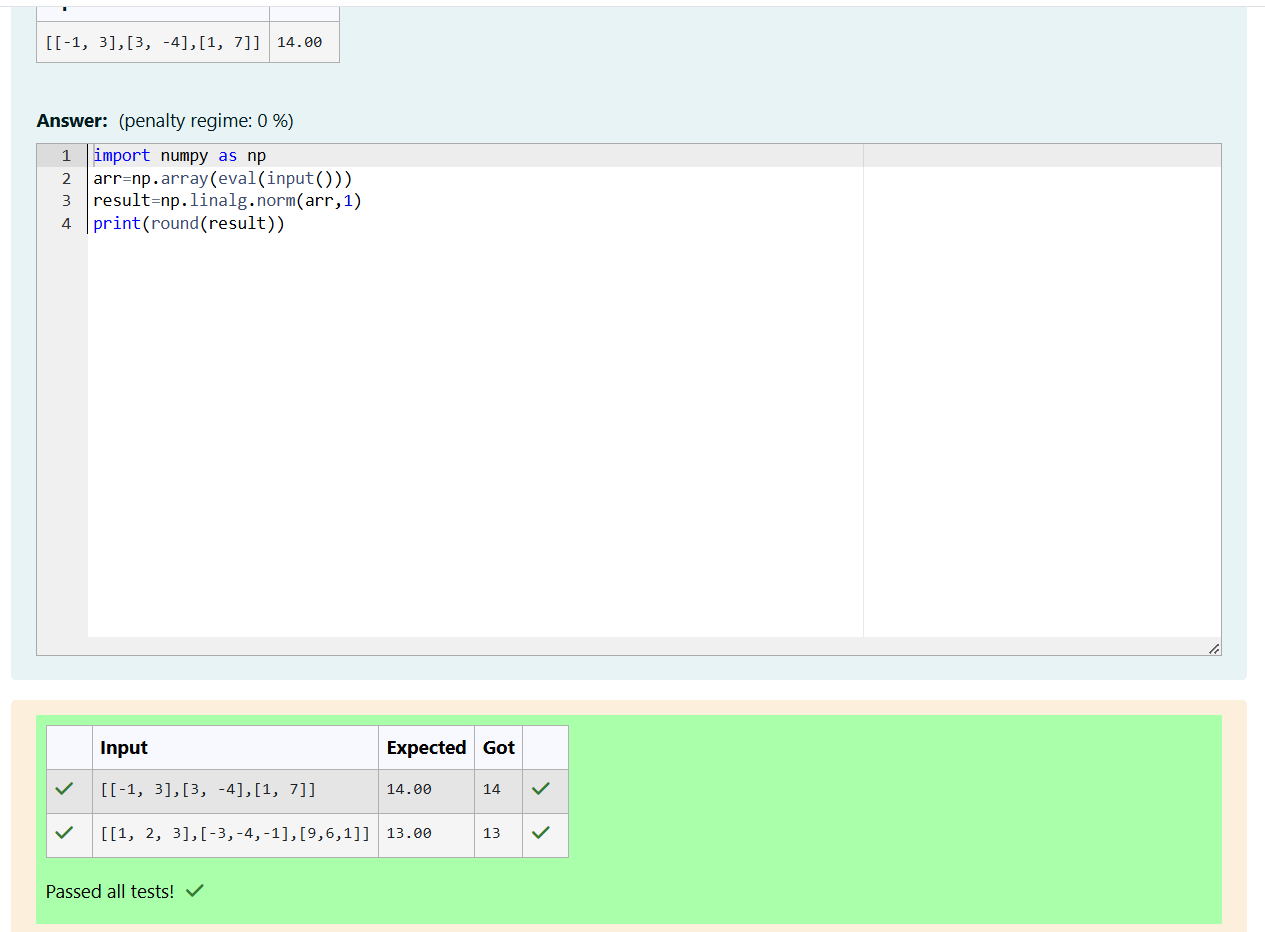 [[-1, 3],[3, -4],[1, 7]] 14.00
Answer: (penalty regime: 0 %)
1 import numpy as np
2 arr=np.array(eval(input()))
3 result=np.linalg.norm(arr,1)
4 print(round(result))
Input Expected Got
[[-1, 3],[3, -4],[1, 7]] 14.00 14
[[1, 2, 3],[-3,-4,-1],[9,6,1]] 13.00 13
Passed all tests!